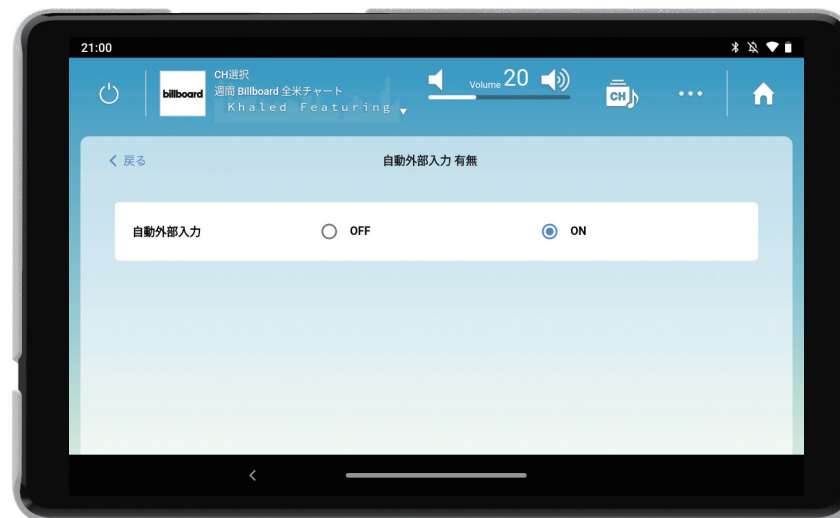 21:00
CH選択
billboard
週間 Billboard 全米チャート
Khaled Featuring
Volume 20
CH
戻る
自動外部入力 有無
自動外部入力
OFF
ON